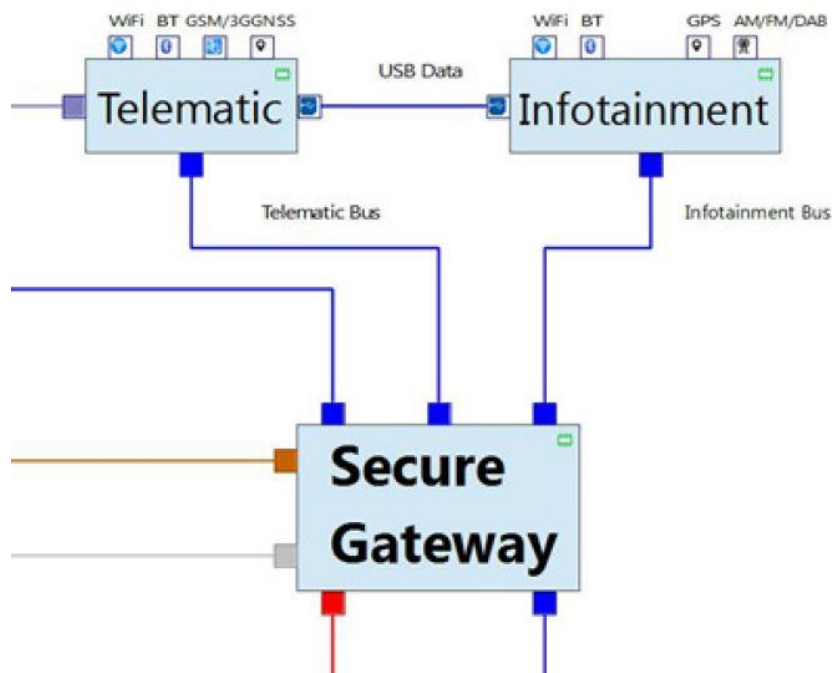 WiFi BT GSM/3GGNSS
WiFi BT GPS AM/FM/DAB
Telematic
USB Data
Infotainment
Telematic Bus
Infotainment Bus
Secure
Gateway